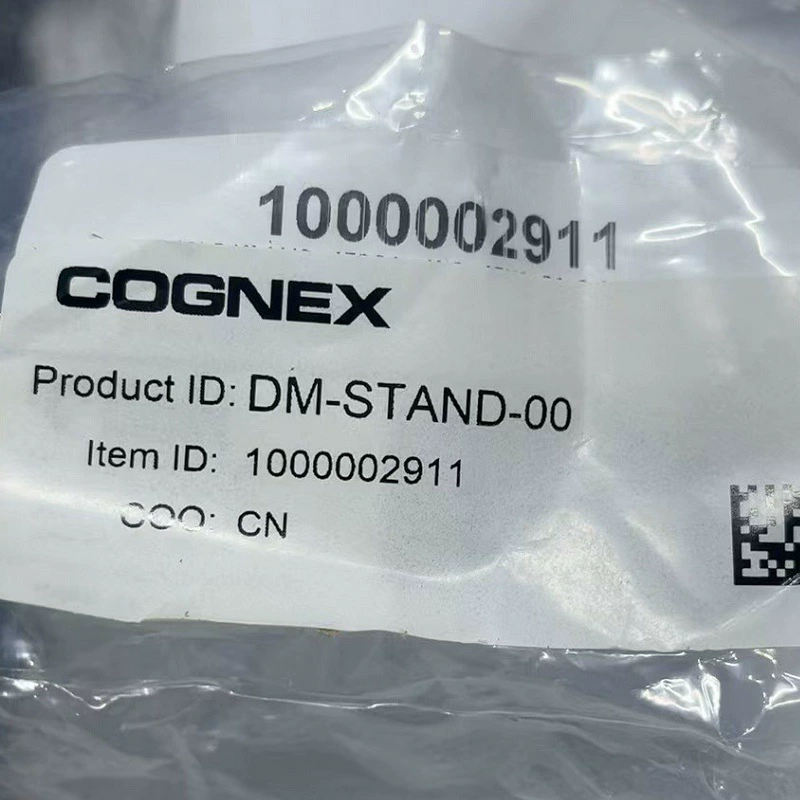 1000002911
COGNEX
Product ID: DM-STAND-00
Item ID: 1000002911
COO: CN